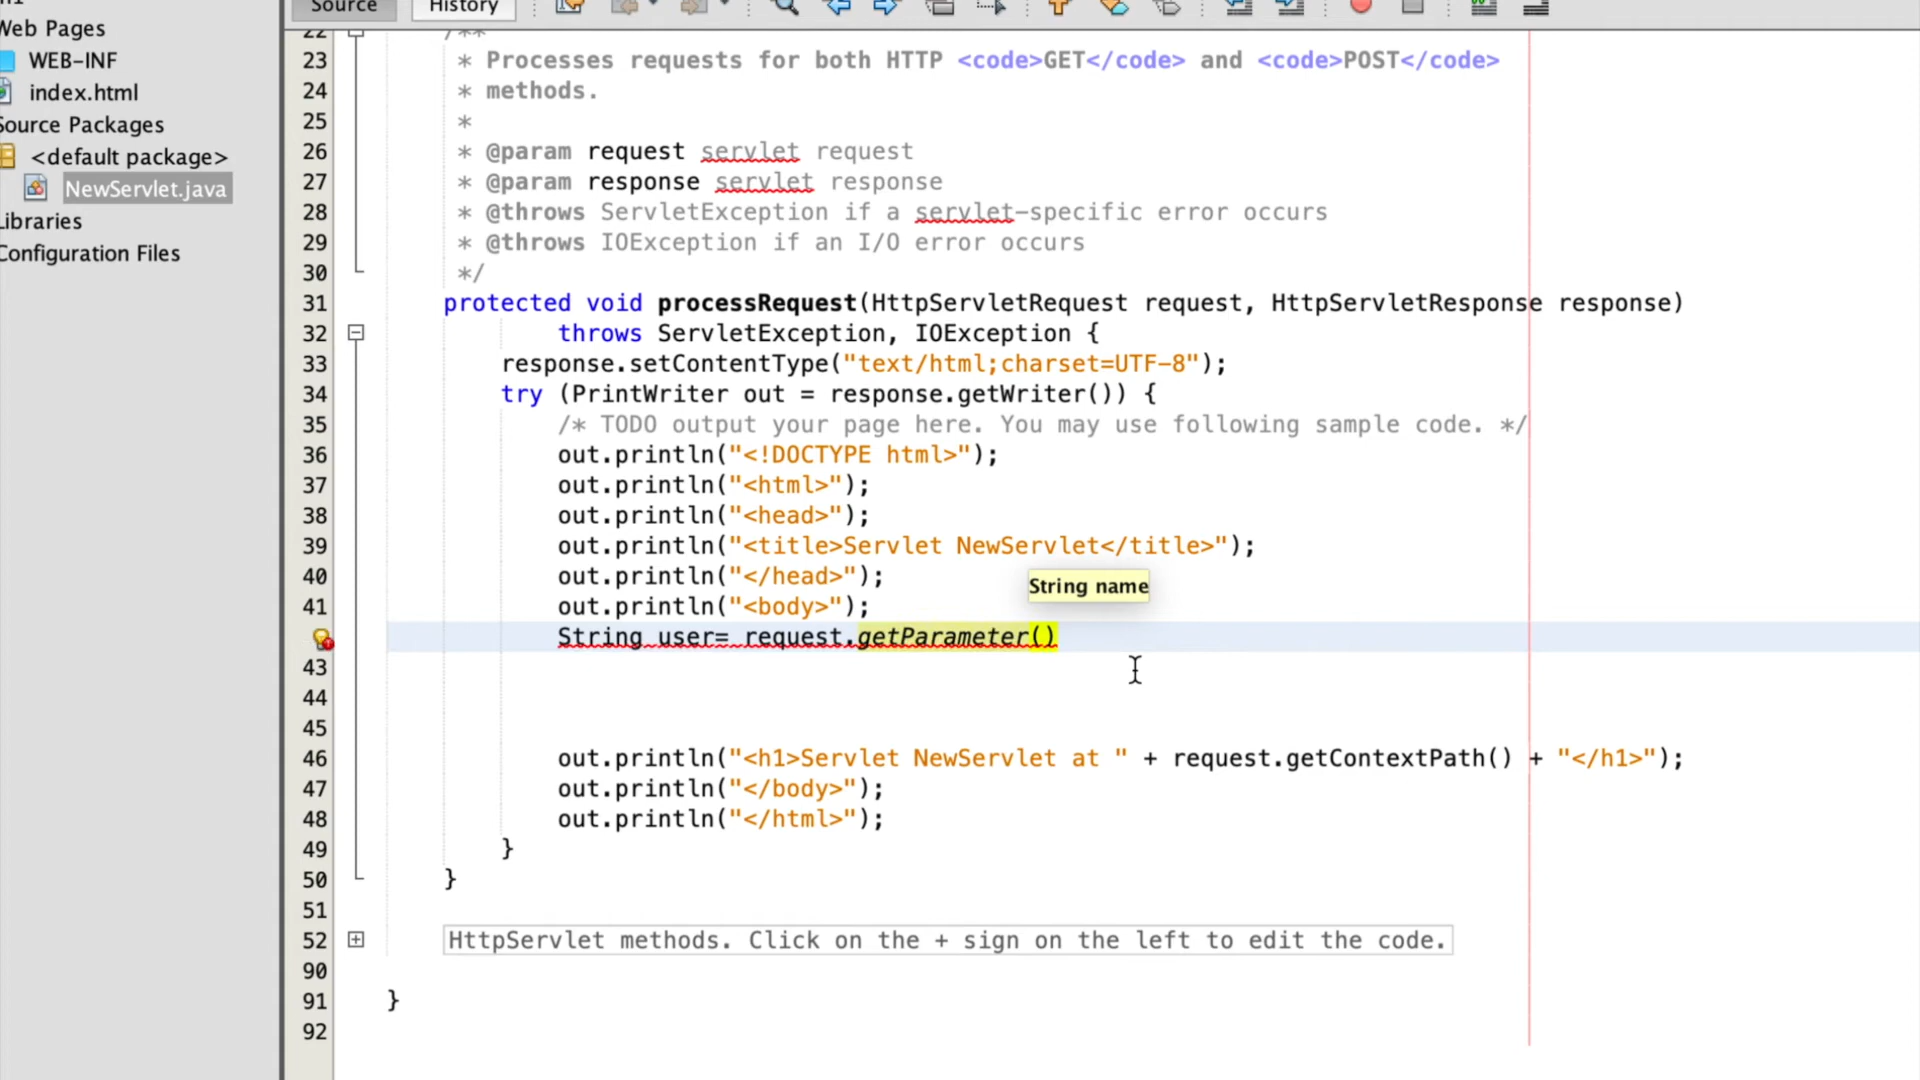 Source History
Web Pages
WEB-INF
index.html
Source Packages
<default package>
NewServlet.java
Libraries
Configuration Files
22 /**
23 * Processes requests for both HTTP <code>GET</code> and <code>POST</code>
24 * methods.
25 *
26 * @param request servlet request
27 * @param response servlet response
28 * @throws ServletException if a servlet-specific error occurs
29 * @throws IOException if an I/O error occurs
30 */
31 protected void processRequest(HttpServletRequest request, HttpServletResponse response)
32 throws ServletException, IOException {
33 response.setContentType("text/html;charset=UTF-8");
34 try (PrintWriter out = response.getWriter()) {
35 /* TODO output your page here. You may use following sample code. */
36 out.println("<!DOCTYPE html>");
37 out.println("<html>");
38 out.println("<head>");
39 out.println("<title>Servlet NewServlet</title>");
40 out.println("</head>");
String name
41 out.println("<body>");
String user= request.getParameter()
43
44
45
46 out.println("<h1>Servlet NewServlet at " + request.getContextPath() + "</h1>");
47 out.println("</body>");
48 out.println("</html>");
49 }
50 }
51
52 HttpServlet methods. Click on the + sign on the left to edit the code.
90
91 }
92